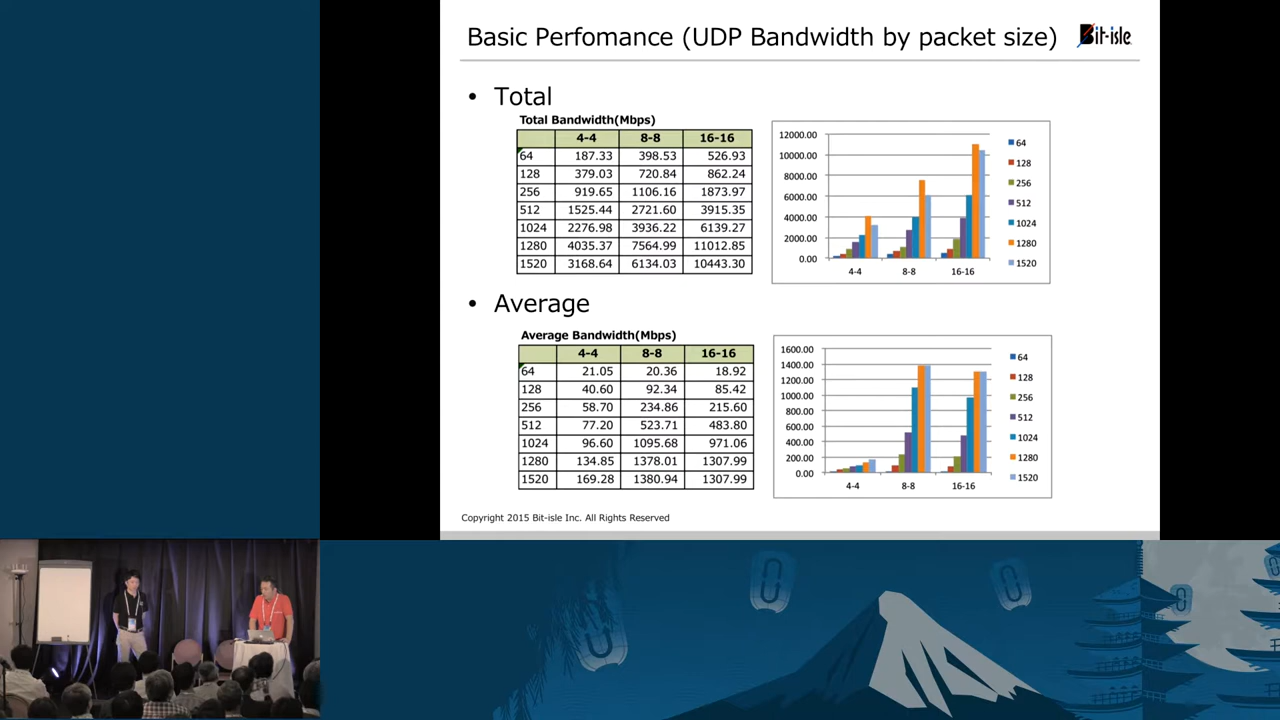 Basic Perfomance (UDP Bandwidth by packet size)
Bit-isle
• Total
Total Bandwidth(Mbps)
4-4 8-8 16-16
64 187.33 398.53 526.93
128 379.03 720.84 862.24
256 919.65 1106.16 1873.97
512 1525.44 2721.60 3915.35
1024 2276.98 3936.22 6139.27
1280 4035.37 7564.99 11012.85
1520 3168.64 6134.03 10443.30
12000.00
10000.00
8000.00
6000.00
4000.00
2000.00
0.00
4-4 8-8 16-16
64
128
256
512
1024
1280
1520
• Average
Average Bandwidth(Mbps)
4-4 8-8 16-16
64 21.05 20.36 18.92
128 40.60 92.34 85.42
256 58.70 234.86 215.60
512 77.20 523.71 483.80
1024 96.60 1095.68 971.06
1280 134.85 1378.01 1307.99
1520 169.28 1380.94 1307.99
1600.00
1400.00
1200.00
1000.00
800.00
600.00
400.00
200.00
0.00
4-4 8-8 16-16
64
128
256
512
1024
1280
1520
Copyright 2015 Bit-isle Inc. All Rights Reserved